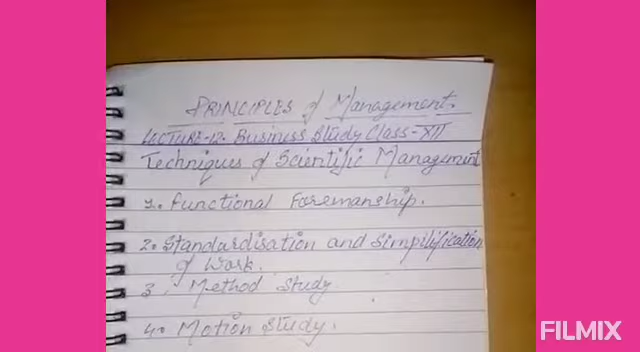 PRINCIPLES of Management.
LECTURE-12. Business Study Class-XII
Techniques of Scientific Management
1. Functional Foremanship.
2. Standardisation and Simplification
of Work.
3. Method Study
4. Motion Study.
FILMIX